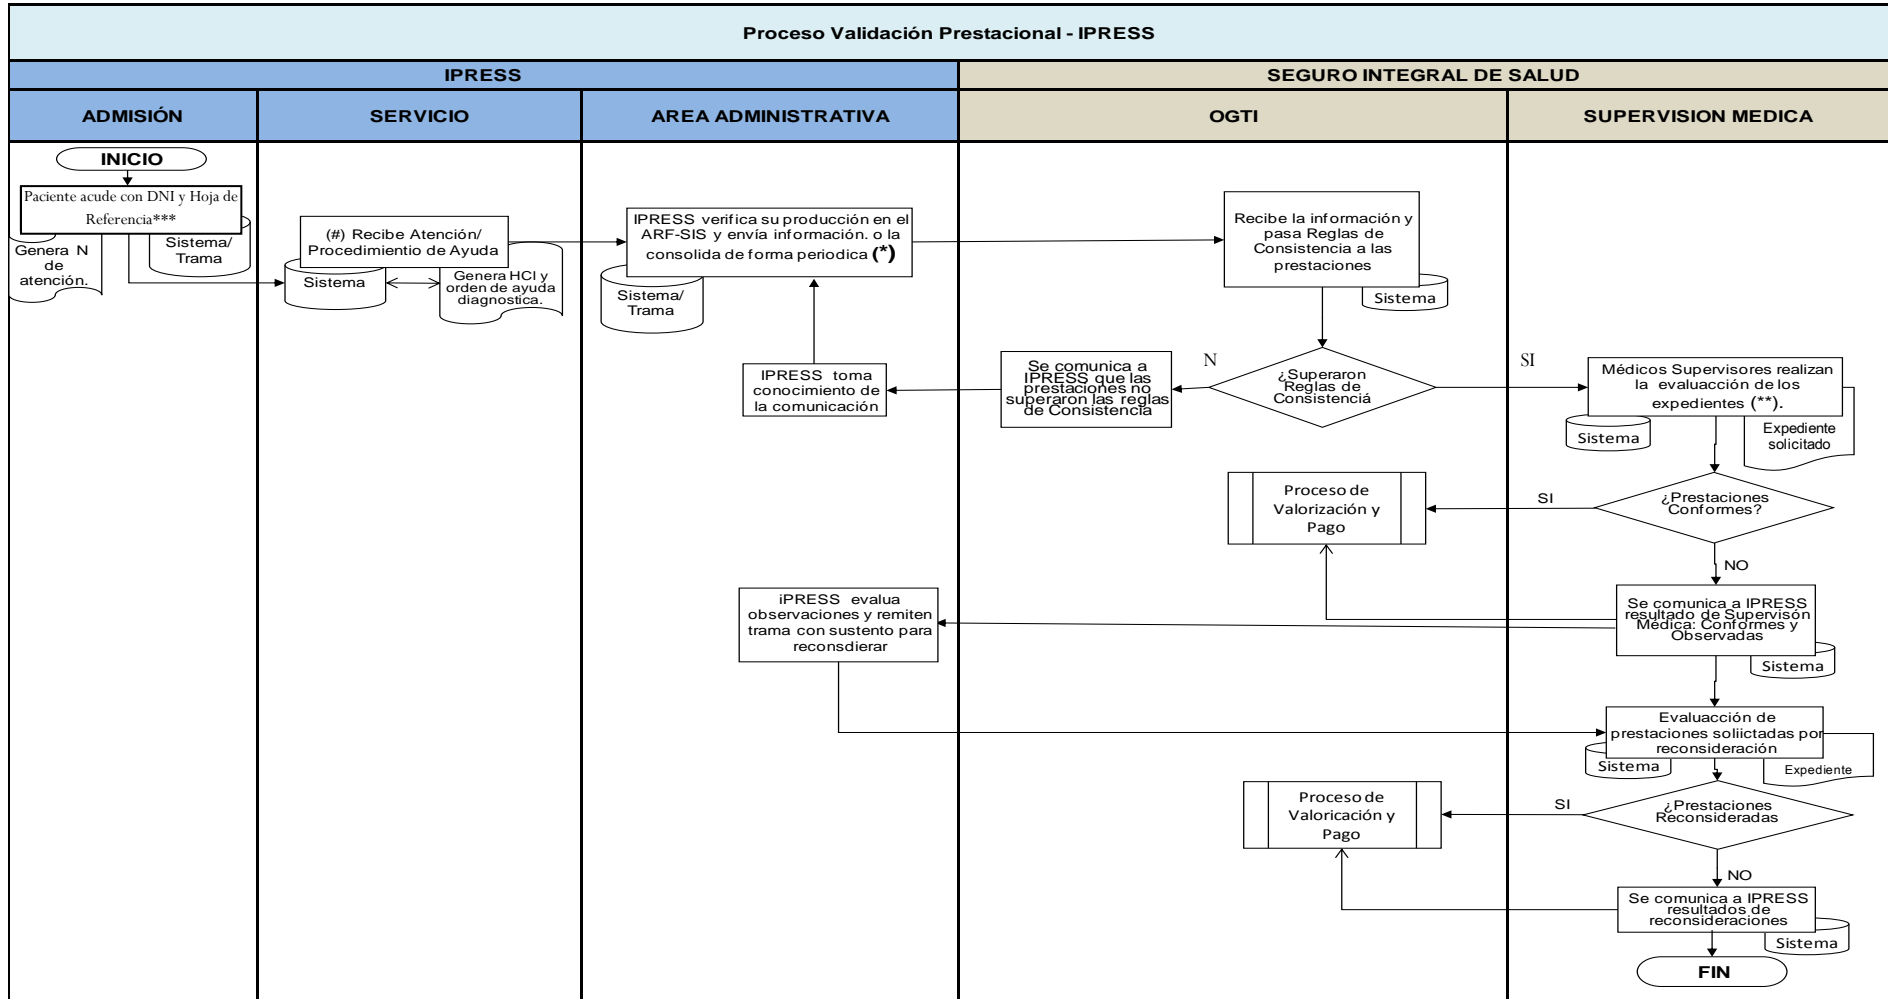 Proceso Validación Prestacional - IPRESS
IPRESS
SEGURO INTEGRAL DE SALUD
ADMISIÓN
SERVICIO
AREA ADMINISTRATIVA
OGTI
SUPERVISION MEDICA
INICIO
Paciente acude con DNI y Hoja de
Referencia***
Genera N
de
atención.
Sistema/
Trama
(#) Recibe Atención/
Procedimiento de Ayuda
Sistema
Genera HCI y
orden de ayuda
diagnostica.
IPRESS verifica su producción en el
ARF-SIS y envía información. o la
consolida de forma periodica (*)
Sistema/
Trama
Recibe la información y
pasa Reglas de
Consistencia a las
prestaciones
Sistema
IPRESS toma
conocimiento de
la comunicación
Se comunica a
IPRESS que las
prestaciones no
superaron las reglas
de Consistencia
N
¿Superaron
Reglas de
Consistenciá
SI
Médicos Supervisores realizan
la evaluacción de los
expedientes (**).
Sistema
Expediente
solicitado
Proceso de
Valorización y
Pago
SI
¿Prestaciones
Conformes?
NO
iPRESS evalua
observaciones y remiten
trama con sustento para
reconsdierar
Se comunica a IPRESS
resultado de Supervisón
Médica: Conformes y
Observadas
Sistema
Evaluacción de
prestaciones soliictadas por
reconsideración
Sistema
Expediente
Proceso de
Valoricación y
Pago
SI
¿Prestaciones
Reconsideradas
NO
Se comunica a IPRESS
resultados de
reconsideraciones
Sistema
FIN